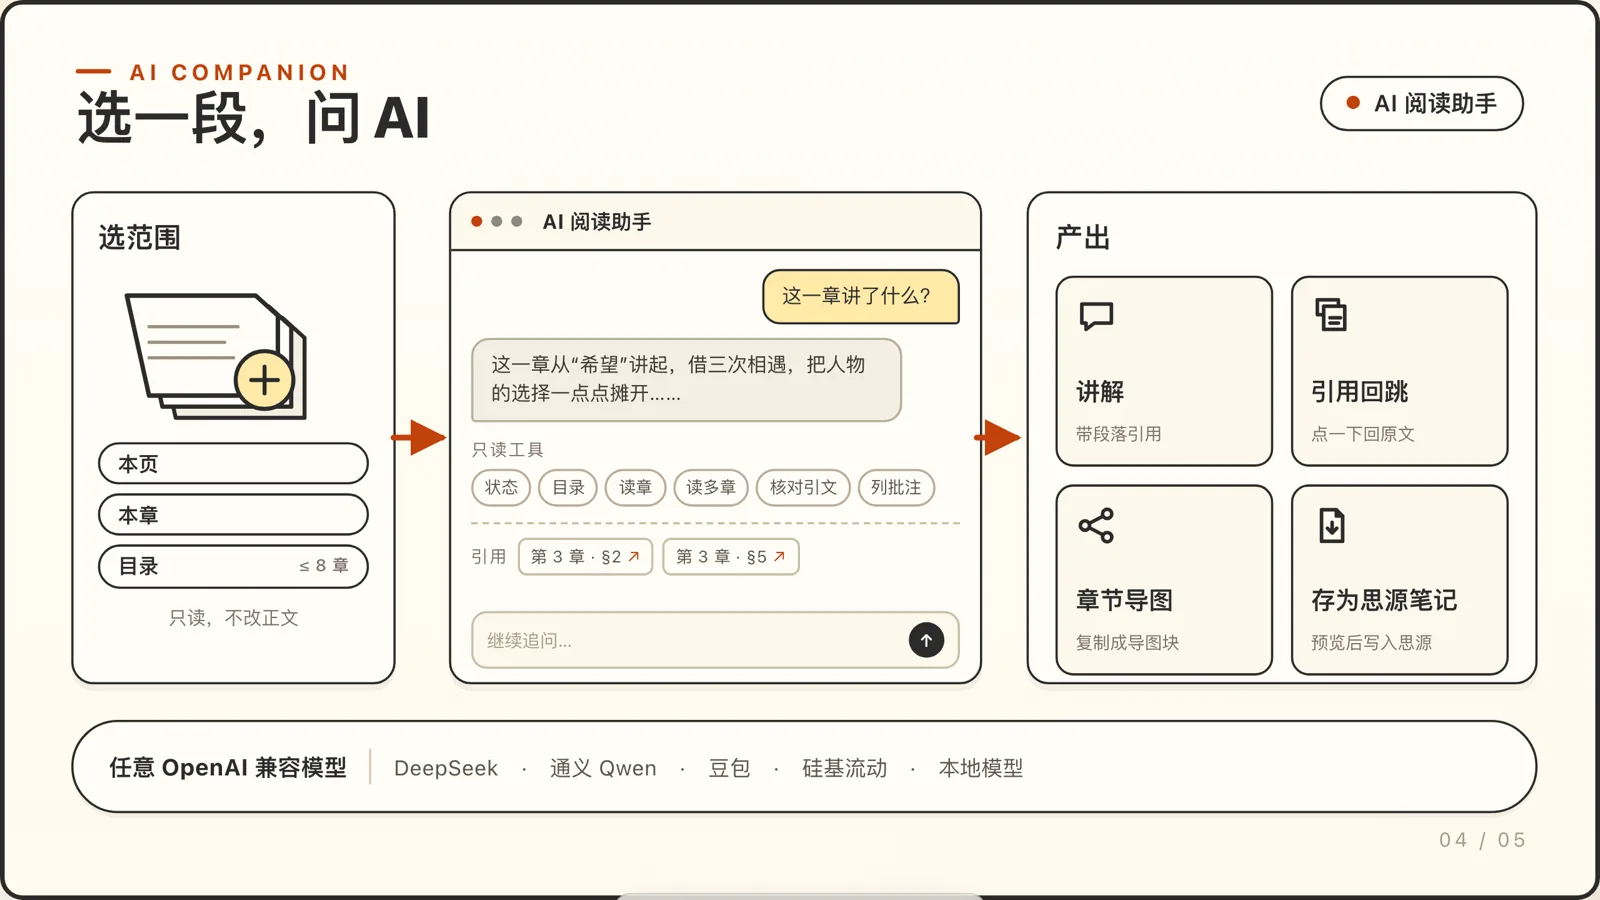 AI COMPANION
选一段，问 AI
AI 阅读助手
选范围
本页
本章
目录 ≤ 8 章
只读，不改正文
AI 阅读助手
这一章讲了什么？
这一章从“希望”讲起，借三次相遇，把人物
的选择一点点摊开……
只读工具
状态 目录 读章 读多章 核对引文 列批注
引用 第 3 章 · §2 ↗ 第 3 章 · §5 ↗
继续追问…
产出
讲解
带段落引用
引用回跳
点一下回原文
章节导图
复制成导图块
存为思源笔记
预览后写入思源
任意 OpenAI 兼容模型 DeepSeek · 通义 Qwen · 豆包 · 硅基流动 · 本地模型
04 / 05